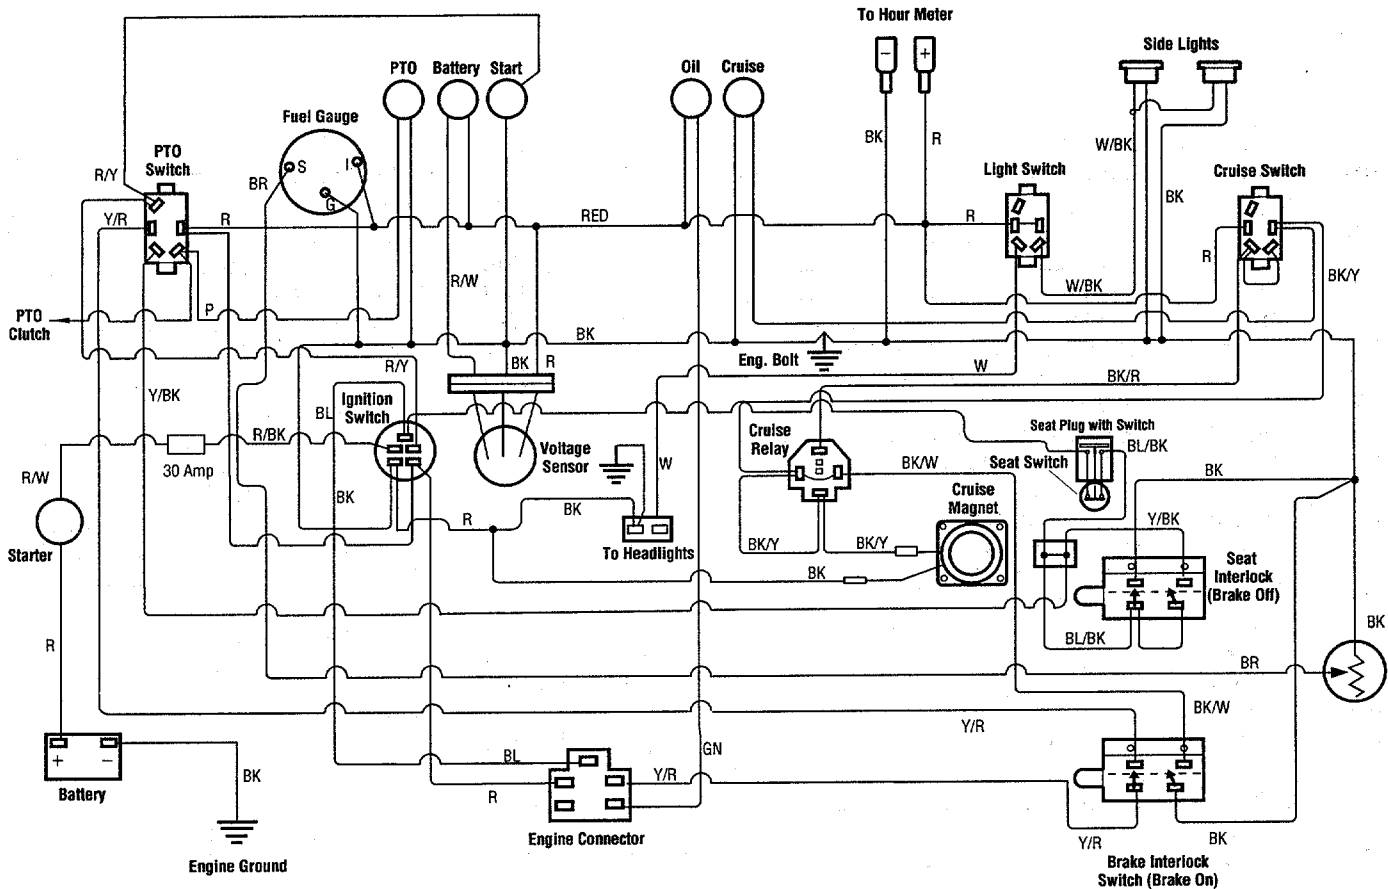 To Hour Meter
−
+
Side Lights
PTO
Battery
Start
Oil
Cruise
Fuel Gauge
S
I
G
PTO
Switch
R/Y
BR
BK
R
W/BK
Light Switch
Cruise Switch
Y/R
R
RED
R
BK
R
BK/Y
R/W
W/BK
P
PTO
Clutch
BK
Eng. Bolt
R/Y
BK
R
W
BK/R
Y/BK
Ignition
Switch
BL
R/BK
30 Amp
Voltage
Sensor
Cruise
Relay
Seat Plug with Switch
BL/BK
Seat Switch
W
BK/W
BK
R/W
BK
R
BK
Cruise
Magnet
Y/BK
Starter
To Headlights
BK/Y
BK/Y
BK
Seat
Interlock
(Brake Off)
BL/BK
BK
R
BR
BK/W
Y/R
GN
+
−
Battery
BK
BL
R
Y/R
Engine Connector
Y/R
BK
Engine Ground
Brake Interlock
Switch (Brake On)